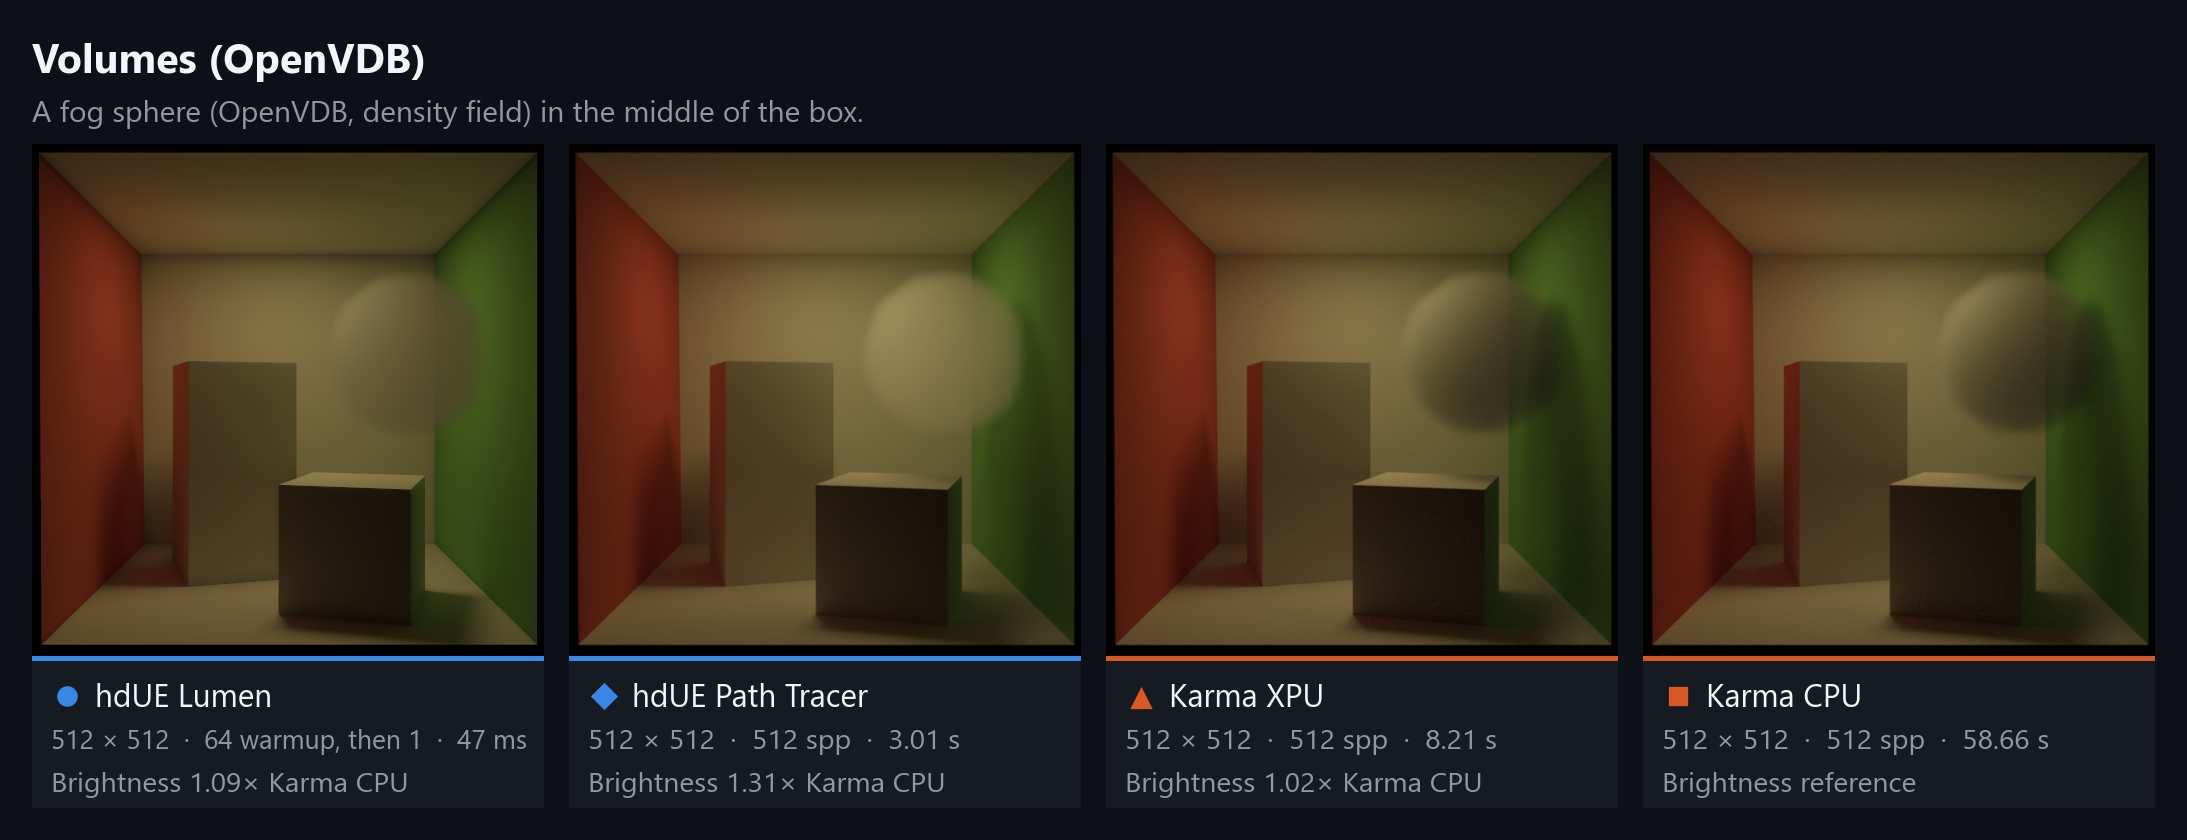 Volumes (OpenVDB)
A fog sphere (OpenVDB, density field) in the middle of the box.
hdUE Lumen
512 × 512 · 64 warmup, then 1 · 47 ms
Brightness 1.09× Karma CPU
hdUE Path Tracer
512 × 512 · 512 spp · 3.01 s
Brightness 1.31× Karma CPU
Karma XPU
512 × 512 · 512 spp · 8.21 s
Brightness 1.02× Karma CPU
Karma CPU
512 × 512 · 512 spp · 58.66 s
Brightness reference